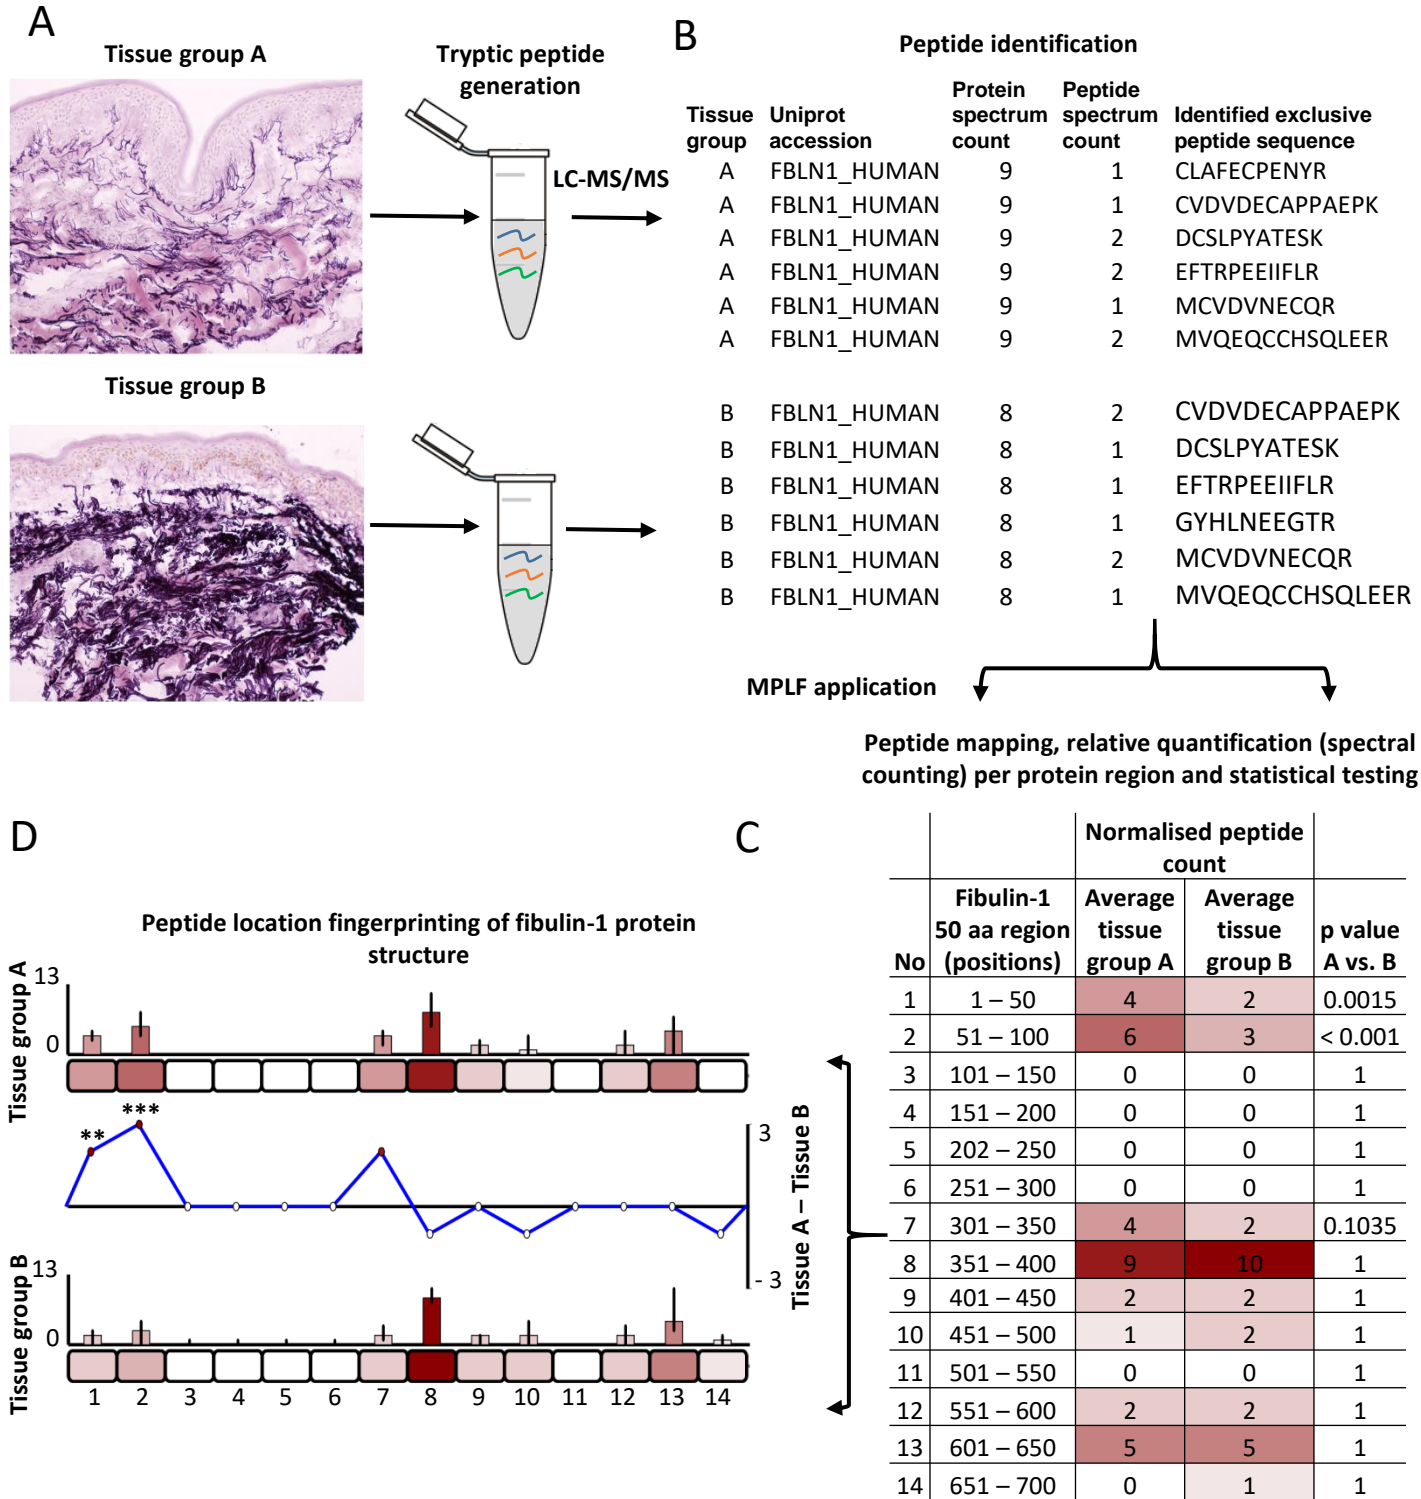 A
Tissue group A
Tryptic peptide
generation
LC-MS/MS
Tissue group B
B
Peptide identification
Tissue group Uniprot accession Protein spectrum count Peptide spectrum count Identified exclusive peptide sequence
A FBLN1_HUMAN 9 1 CLAFECPENYR
A FBLN1_HUMAN 9 1 CVDVDECAPPAEPK
A FBLN1_HUMAN 9 2 DCSLPYATESK
A FBLN1_HUMAN 9 2 EFTRPEEIIFLR
A FBLN1_HUMAN 9 1 MCVDVNECQR
A FBLN1_HUMAN 9 2 MVQEQCCHSQLEER
B FBLN1_HUMAN 8 2 CVDVDECAPPAEPK
B FBLN1_HUMAN 8 1 DCSLPYATESK
B FBLN1_HUMAN 8 1 EFTRPEEIIFLR
B FBLN1_HUMAN 8 1 GYHLNEEGTR
B FBLN1_HUMAN 8 2 MCVDVNECQR
B FBLN1_HUMAN 8 1 MVQEQCCHSQLEER
MPLF application
Peptide mapping, relative quantification (spectral
counting) per protein region and statistical testing
C
Normalised peptide
count
No Fibulin-1 50 aa region (positions) Average tissue group A Average tissue group B p value A vs. B
1 1 – 50 4 2 0.0015
2 51 – 100 6 3 < 0.001
3 101 – 150 0 0 1
4 151 – 200 0 0 1
5 202 – 250 0 0 1
6 251 – 300 0 0 1
7 301 – 350 4 2 0.1035
8 351 – 400 9 10 1
9 401 – 450 2 2 1
10 451 – 500 1 2 1
11 501 – 550 0 0 1
12 551 – 600 2 2 1
13 601 – 650 5 5 1
14 651 – 700 0 1 1
D
Peptide location fingerprinting of fibulin-1 protein
structure
Tissue group A
13
0
** ***
3
- 3
Tissue A – Tissue B
Tissue group B
13
0
1 2 3 4 5 6 7 8 9 10 11 12 13 14